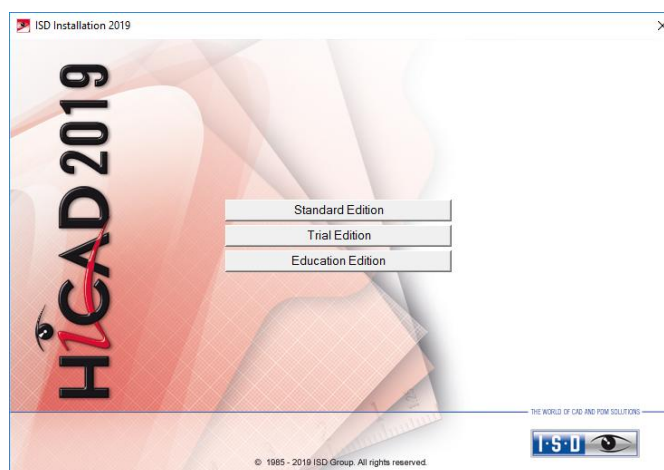 ISD Installation 2019
HiCAD 2019
Standard Edition
Trial Edition
Education Edition
THE WORLD OF CAD AND PDM SOLUTIONS
I·S·D
© 1985 - 2019 ISD Group. All rights reserved.